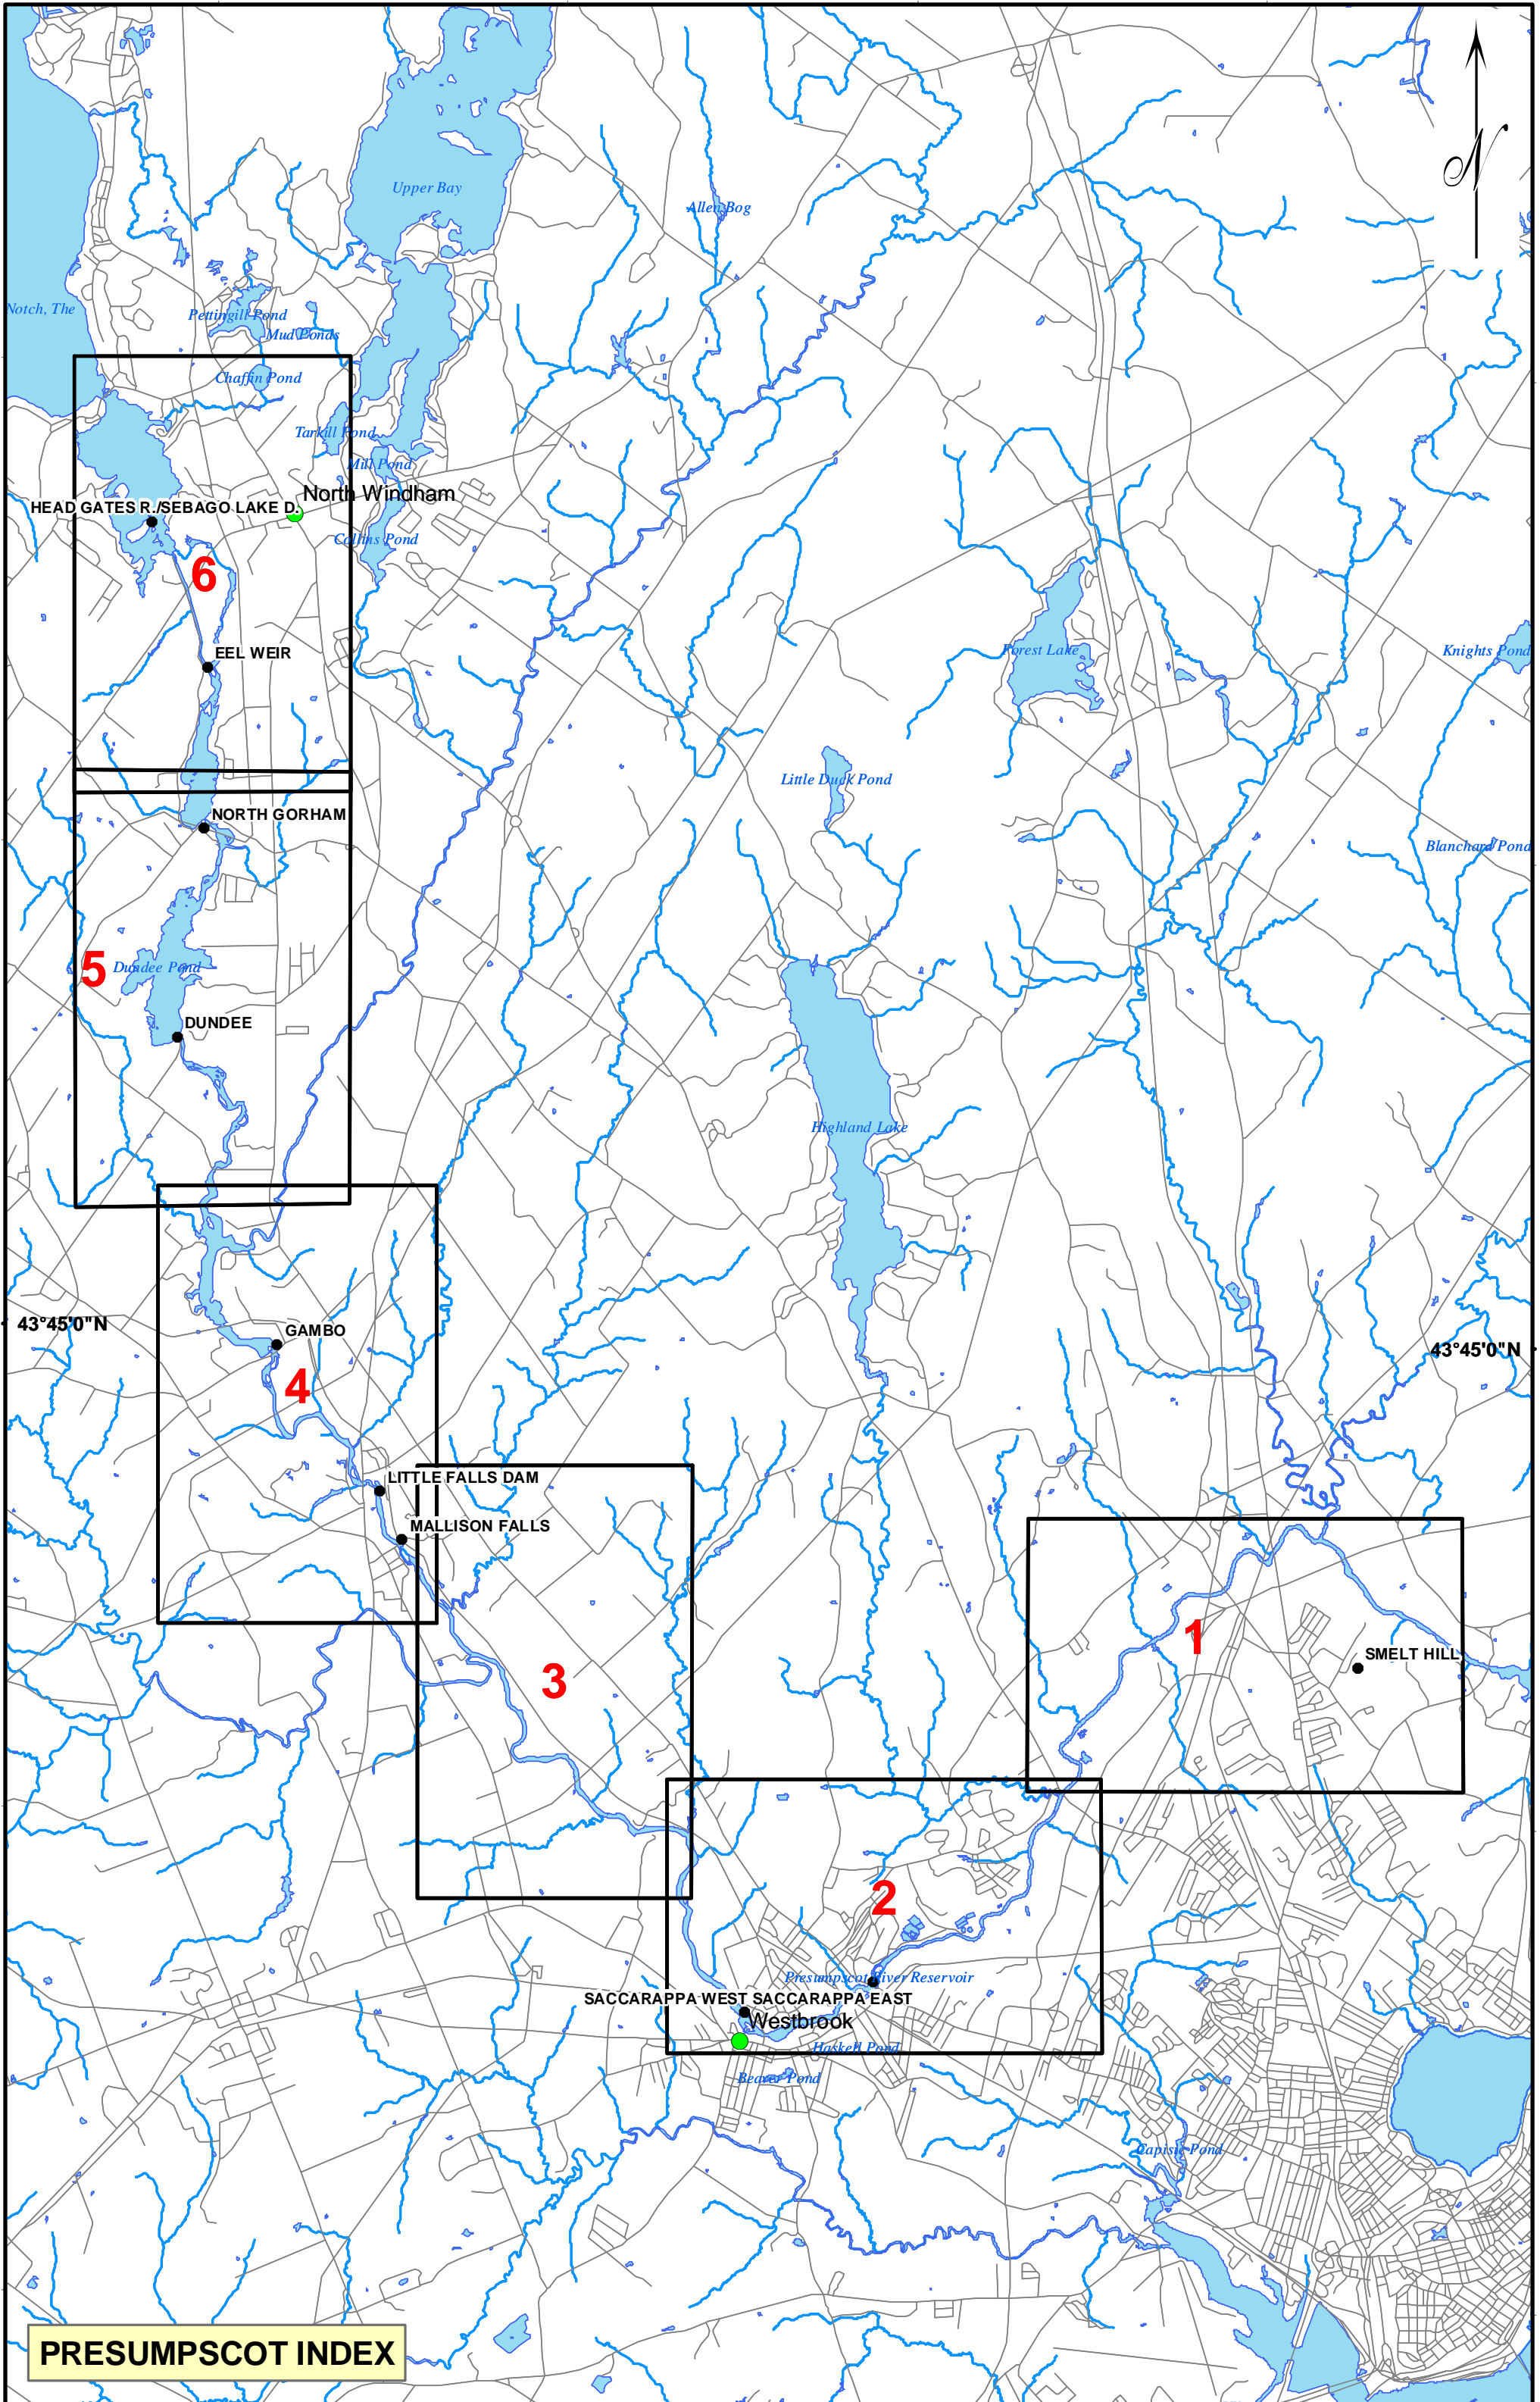 N
Upper Bay
Allen Bog
Notch, The
Pettingill Pond
Mud Ponds
Chaffin Pond
Tarkill Pond
Mill Pond
North Windham
HEAD GATES R./SEBAGO LAKE D.
Collins Pond
6
EEL WEIR
Forest Lake
Knights Pond
Little Duck Pond
NORTH GORHAM
Blanchard Pond
5
Dundee Pond
DUNDEE
Highland Lake
43°45'0"N
GAMBO
43°45'0"N
4
LITTLE FALLS DAM
MALLISON FALLS
1
SMELT HILL
3
2
Presumpscot River Reservoir
SACCARAPPA WEST SACCARAPPA EAST
Westbrook
Haskell Pond
Beaver Pond
Capisic Pond
PRESUMPSCOT INDEX